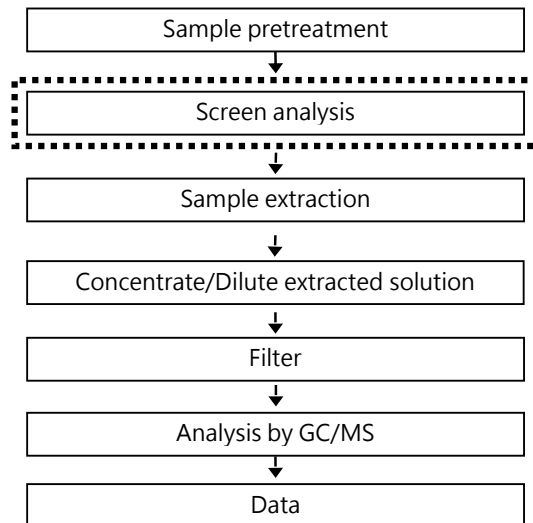 Sample pretreatment
Screen analysis
Sample extraction
Concentrate/Dilute extracted solution
Filter
Analysis by GC/MS
Data